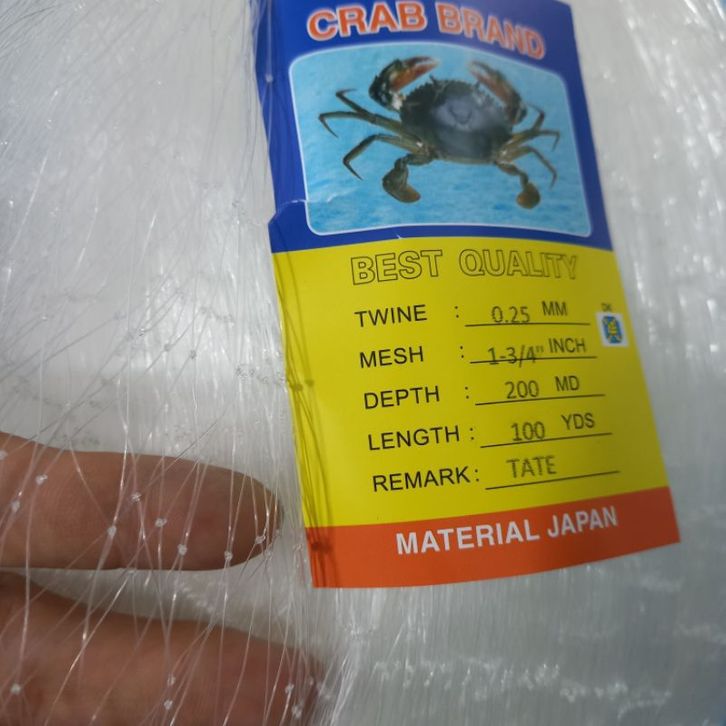 CRAB BRAND
BEST QUALITY
TWINE : 0.25 MM
DK
MESH : 1-3/4" INCH
DEPTH : 200 MD
LENGTH : 100 YDS
REMARK : TATE
MATERIAL JAPAN